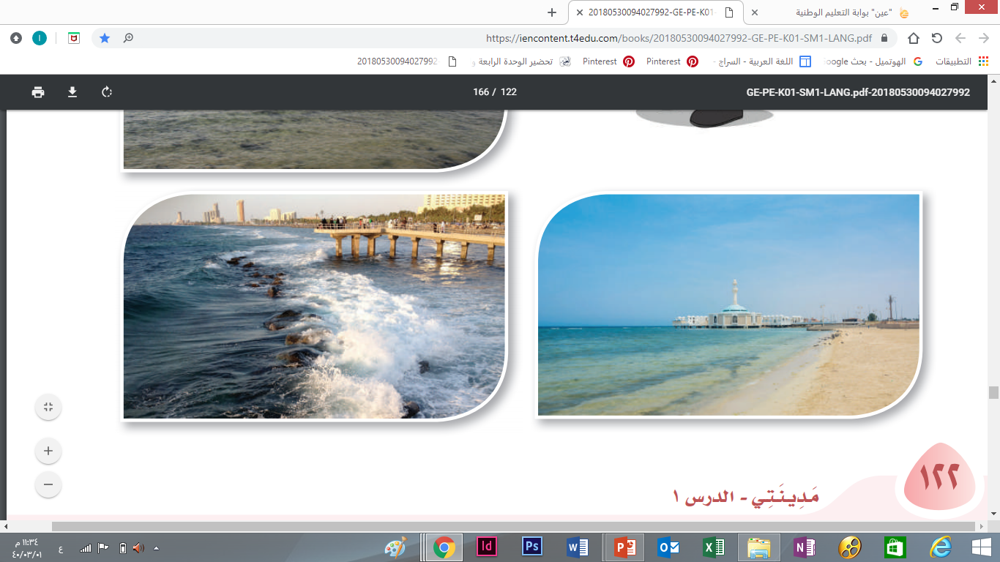 "عين" بوابة التعليم الوطنية
20180530094027992-GE-PE-K01-
https://iencontent.t4edu.com/books/20180530094027992-GE-PE-K01-SM1-LANG.pdf
التطبيقات
الهوتميل - بحث Google
اللغة العربية - السراج -
Pinterest
Pinterest
تحضير الوحدة الرابعة و
20180530094027992
GE-PE-K01-SM1-LANG.pdf-20180530094027992
166 / 122
١٢٢
مَدِينَتِي - الدرس ١
Id
Ps
ع
١١:٣٤ م
٤٠/٠٣/٠١